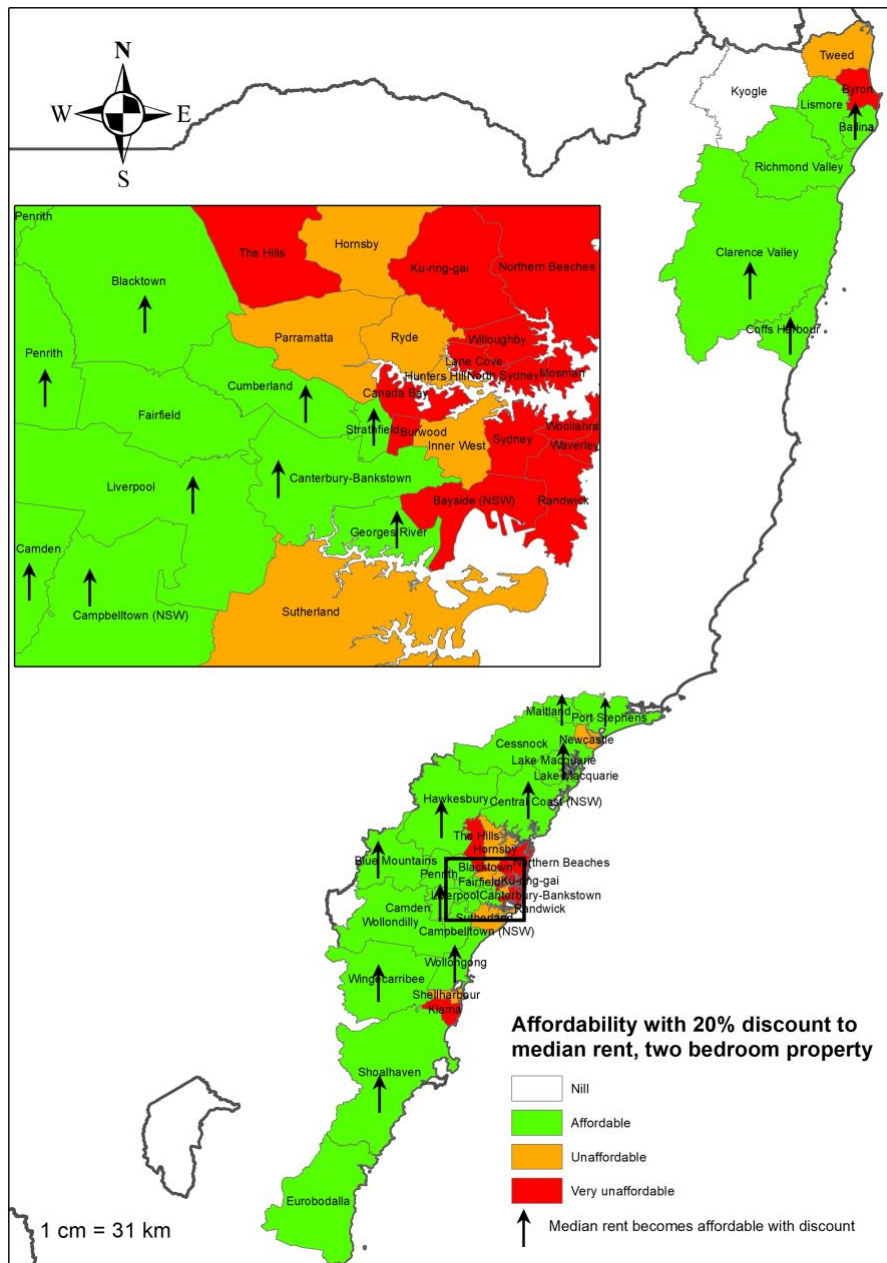 N
W
E
S
Tweed
Kyogle
Byron
Lismore
Ballina
Richmond Valley
Clarence Valley
Coffs Harbour
Penrith
The Hills
Hornsby
Ku-ring-gai
Northern Beaches
Blacktown
Parramatta
Ryde
Willoughby
Penrith
Lane Cove
Hunters Hill
North Sydney
Mosman
Cumberland
Canada Bay
Fairfield
Strathfield
Burwood
Inner West
Sydney
Woollahra
Waverley
Liverpool
Canterbury-Bankstown
Bayside (NSW)
Randwick
Georges River
Camden
Campbelltown (NSW)
Sutherland
Maitland
Port Stephens
Newcastle
Cessnock
Lake Macquarie
Lake Macquarie
Hawkesbury
Central Coast (NSW)
The Hills
Hornsby
Blue Mountains
Blacktown
Northern Beaches
Penrith
Fairfield
Ku-ring-gai
Liverpool
Canterbury-Bankstown
Camden
Randwick
Wollondilly
Sutherland
Campbelltown (NSW)
Wollongong
Wingecarribee
Shellharbour
Kiama
Shoalhaven
Eurobodalla
Affordability with 20% discount to
median rent, two bedroom property
Nill
Affordable
Unaffordable
Very unaffordable
Median rent becomes affordable with discount
1 cm = 31 km